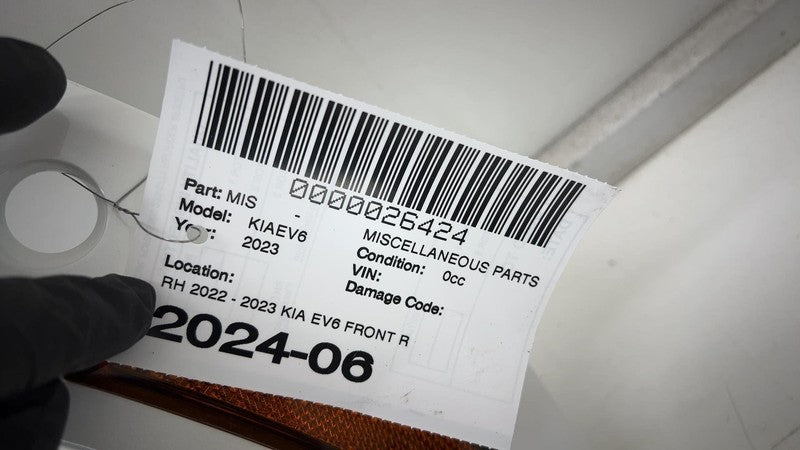 0000026424
Part: MIS - MISCELLANEOUS PARTS
Model: KIAEV6 Condition: 0cc
Year: 2023 VIN:
Damage Code:
Location:
RH 2022 - 2023 KIA EV6 FRONT R
2024-06